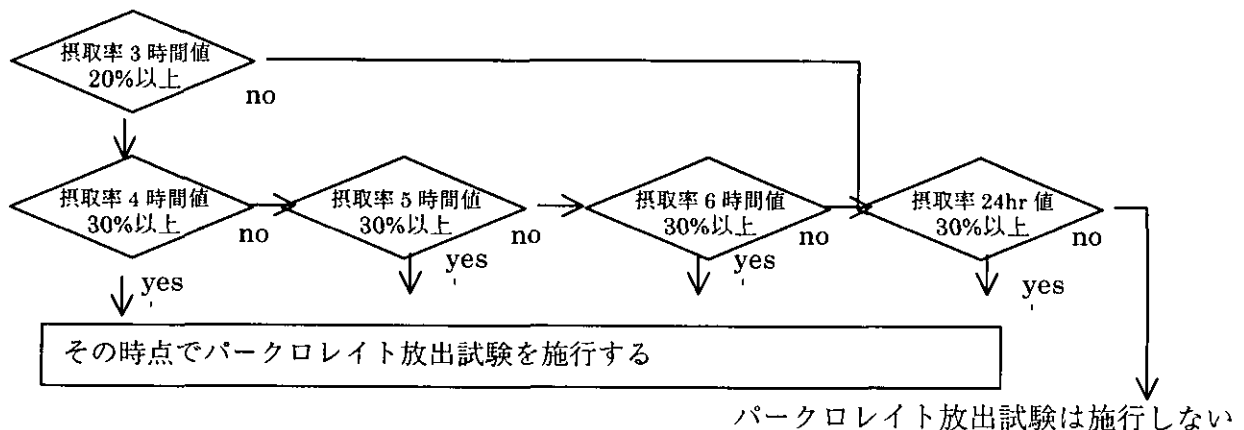 摂取率 3 時間値
20%以上
no
摂取率 4 時間値
30%以上
no
yes
摂取率 5 時間値
30%以上
no
yes
摂取率 6 時間値
30%以上
no
yes
摂取率 24hr 値
30%以上
no
yes
その時点でパークロレイト放出試験を施行する
パークロレイト放出試験は施行しない